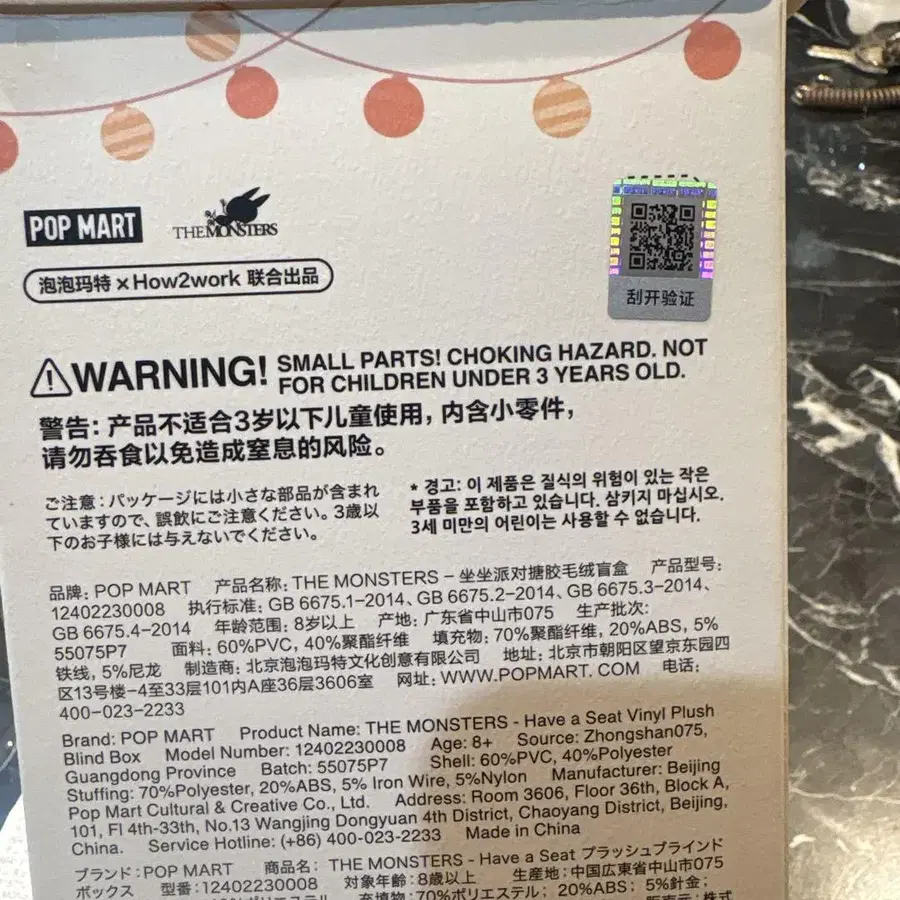 POP MART
THE MONSTERS
泡泡玛特 × How2work 联合出品
刮开验证
WARNING! SMALL PARTS! CHOKING HAZARD. NOT
FOR CHILDREN UNDER 3 YEARS OLD.
警告: 产品不适合3岁以下儿童使用, 内含小零件,
请勿吞食以免造成窒息的风险。
ご注意：パッケージには小さな部品が含まれ
ていますので、誤飲にご注意ください。3歳以
下のお子様には与えないでください。
* 경고: 이 제품은 질식의 위험이 있는 작은
부품을 포함하고 있습니다. 삼키지 마십시오.
3세 미만의 어린이는 사용할 수 없습니다.
品牌: POP MART 产品名称: THE MONSTERS – 坐坐派对搪胶毛绒盲盒 产品型号:
12402230008 执行标准: GB 6675.1–2014、GB 6675.2–2014、GB 6675.3–2014、
GB 6675.4–2014 年龄范围: 8岁以上 产地: 广东省中山市075 生产批次:
55075P7 面料: 60%PVC, 40%聚酯纤维 填充物: 70%聚酯纤维, 20%ABS, 5%
铁线, 5%尼龙 制造商: 北京泡泡玛特文化创意有限公司 地址: 北京市朝阳区望京东园四
区13号楼-4至33层101内A座36层3606室 网址: WWW.POPMART. COM 电话:
400-023-2233
Brand: POP MART Product Name: THE MONSTERS - Have a Seat Vinyl Plush
Blind Box Model Number: 12402230008 Age: 8+ Source: Zhongshan075,
Guangdong Province Batch: 55075P7 Shell: 60%PVC, 40%Polyester
Stuffing: 70%Polyester, 20%ABS, 5% Iron Wire, 5%Nylon Manufacturer: Beijing
Pop Mart Cultural & Creative Co., Ltd. Address: Room 3606, Floor 36th, Block A,
101, Fl 4th-33th, No.13 Wangjing Dongyuan 4th District, Chaoyang District, Beijing,
China. Service Hotline: (+86) 400-023-2233 Made in China
ブランド: POP MART 商品名： THE MONSTERS - Have a Seat プラッシュブラインド
ボックス 型番: 12402230008 対象年齢: 8歳以上 生産地: 中国広東省中山市075
充填物: 70%ポリエステル； 20%ABS； 5%針金；